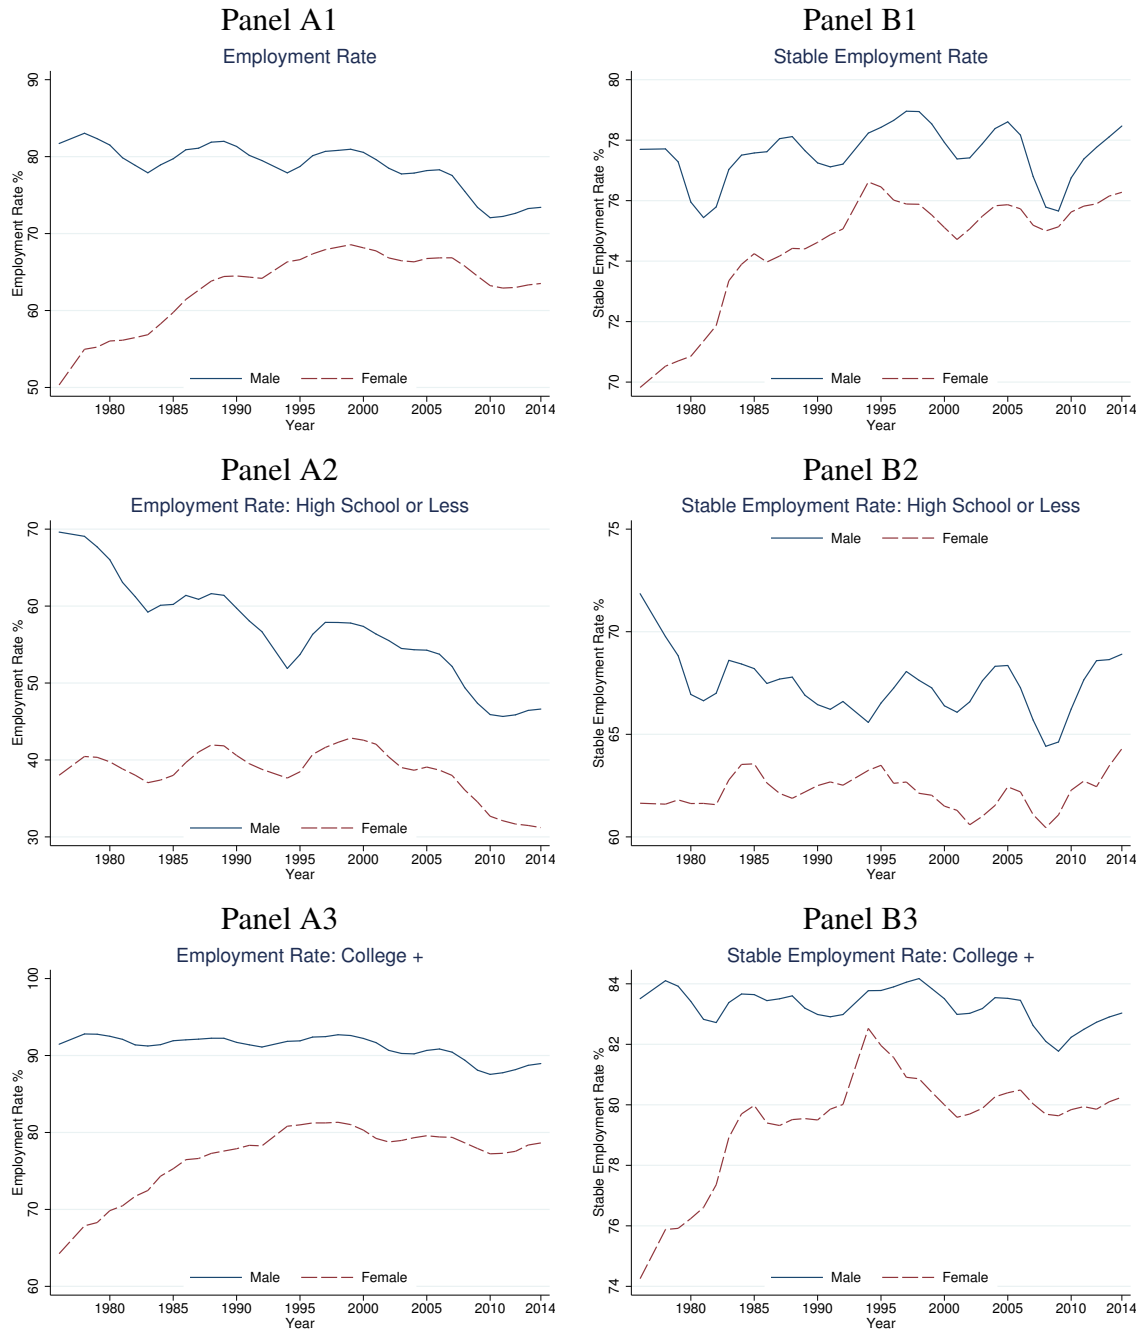 Panel A1
Employment Rate
Employment Rate %
90
80
70
60
50
Male
Female
1980 1985 1990 1995 2000 2005 2010 2014
Year
Panel B1
Stable Employment Rate
Stable Employment Rate %
80
78
76
74
72
70
Male
Female
1980 1985 1990 1995 2000 2005 2010 2014
Year
Panel A2
Employment Rate: High School or Less
Employment Rate %
70
60
50
40
30
Male
Female
1980 1985 1990 1995 2000 2005 2010 2014
Year
Panel B2
Stable Employment Rate: High School or Less
Male
Female
Stable Employment Rate %
75
70
65
60
1980 1985 1990 1995 2000 2005 2010 2014
Year
Panel A3
Employment Rate: College +
Employment Rate %
100
90
80
70
60
Male
Female
1980 1985 1990 1995 2000 2005 2010 2014
Year
Panel B3
Stable Employment Rate: College +
Stable Employment Rate %
84
82
80
78
76
74
Male
Female
1980 1985 1990 1995 2000 2005 2010 2014
Year